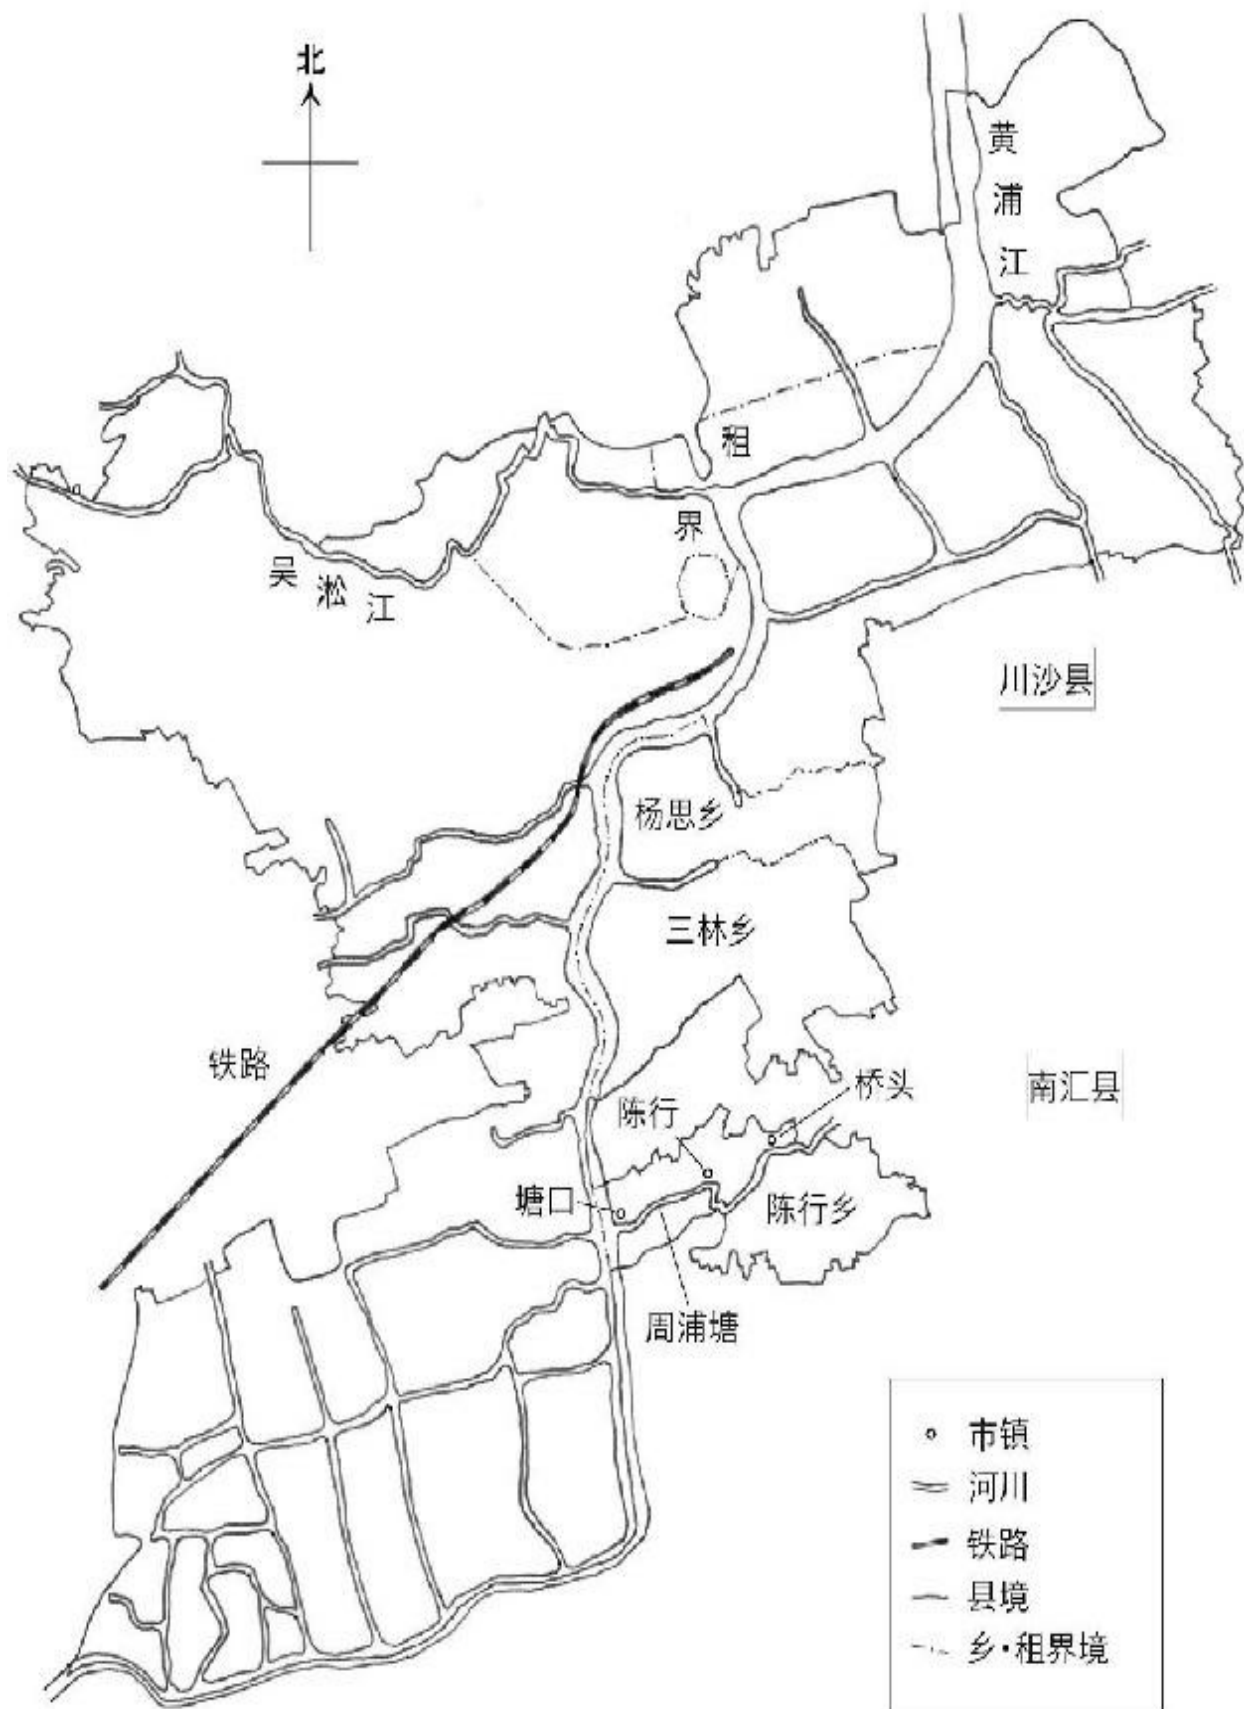 北
黄浦江
租界
吴淞江
川沙县
杨思乡
三林乡
铁路
陈行
桥头
南汇县
塘口
陈行乡
周浦塘
市镇
河川
铁路
县境
乡·租界境